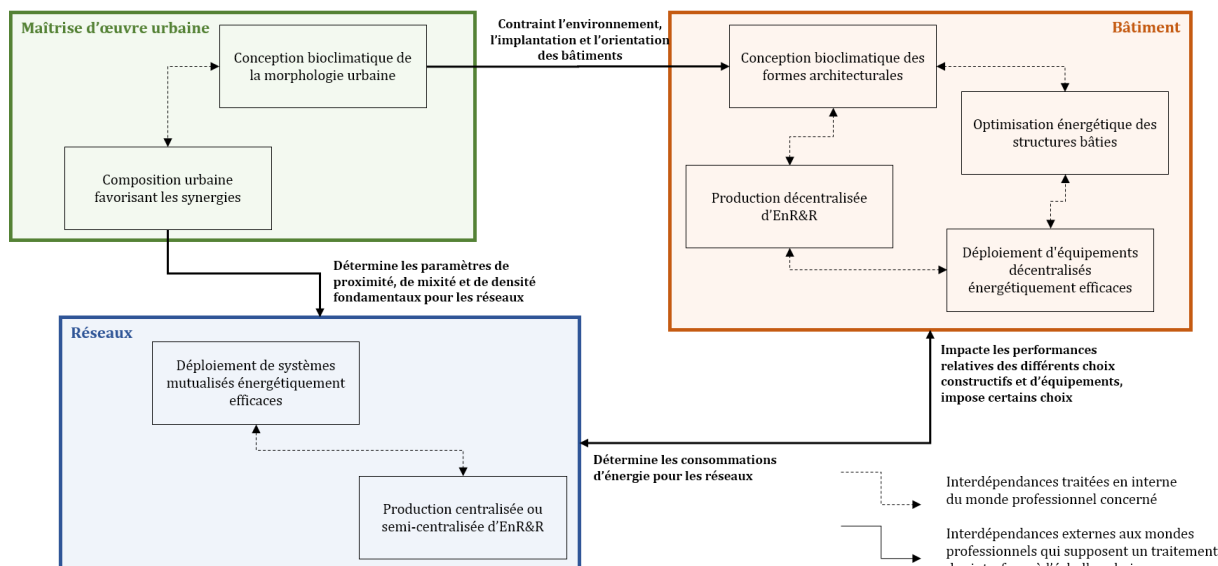 Maîtrise d’œuvre urbaine
Conception bioclimatique de
la morphologie urbaine
Composition urbaine
favorisant les synergies
Contraint l’environnement,
l’implantation et l’orientation
des bâtiments
Bâtiment
Conception bioclimatique des
formes architecturales
Optimisation énergétique des
structures bâties
Production décentralisée
d’EnR&R
Déploiement d'équipements
décentralisés
énergétiquement efficaces
Détermine les paramètres de
proximité, de mixité et de densité
fondamentaux pour les réseaux
Réseaux
Déploiement de systèmes
mutualisés énergétiquement
efficaces
Production centralisée ou
semi-centralisée d’EnR&R
Impacte les performances
relatives des différents choix
constructifs et d’équipements,
impose certains choix
Détermine les consommations
d’énergie pour les réseaux
Interdépendances traitées en interne
du monde professionnel concerné
Interdépendances externes aux mondes
professionnels qui supposent un traitement